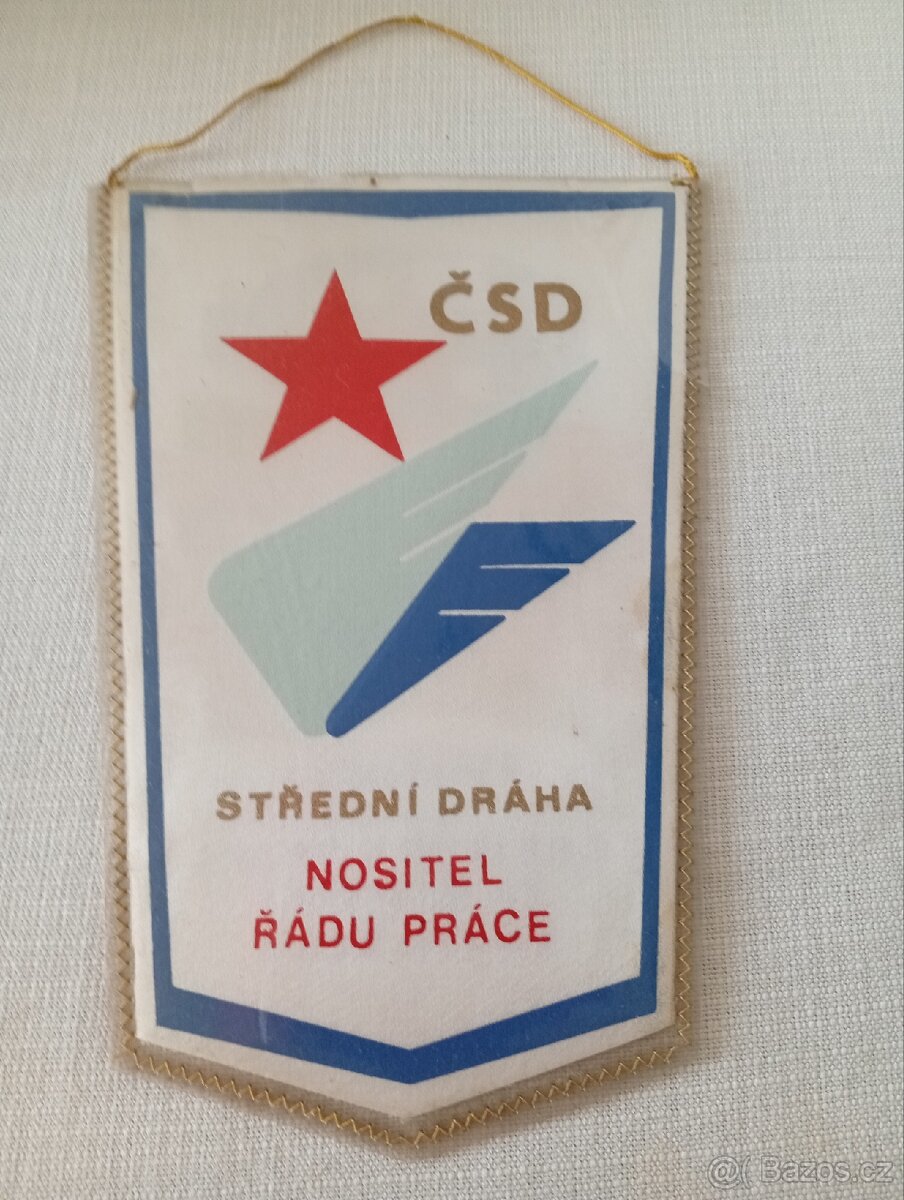 ČSD
STŘEDNÍ DRÁHA
NOSITEL
ŘÁDU PRÁCE
@( Bazos.cz